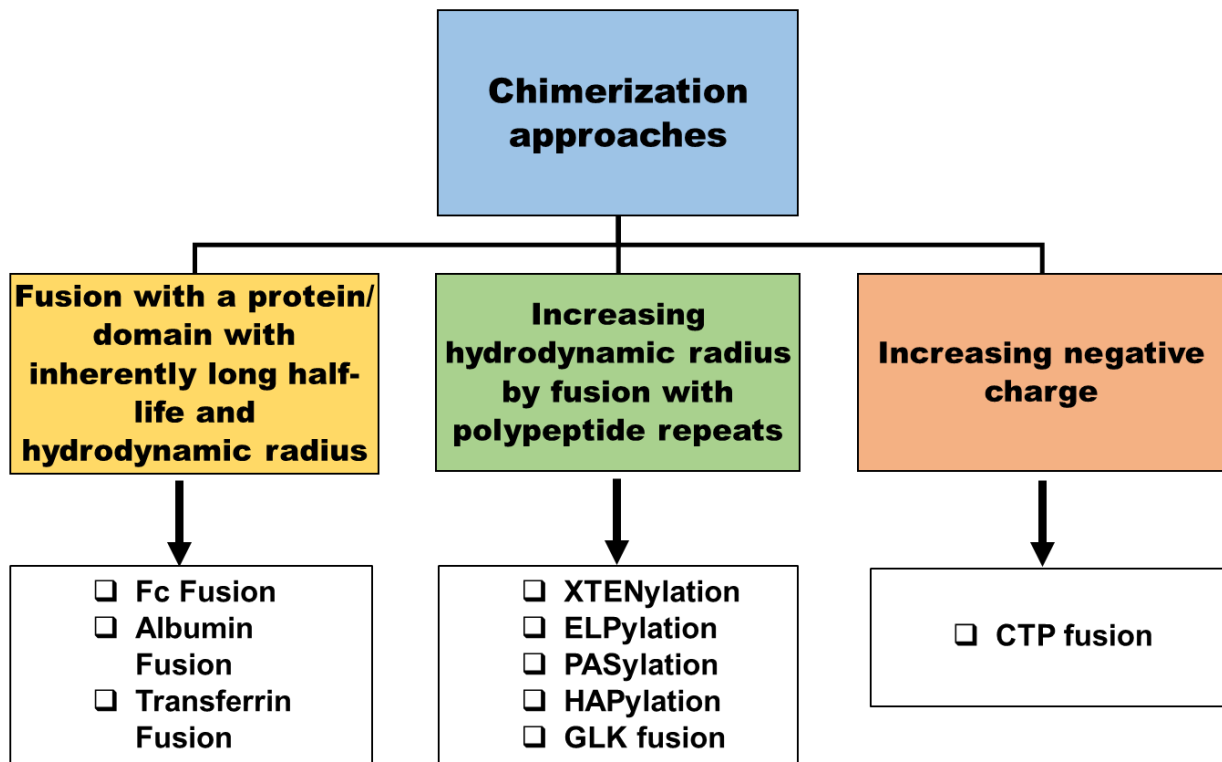 Chimerization
approaches
Fusion with a protein/
domain with
inherently long half-
life and
hydrodynamic radius
Increasing
hydrodynamic radius
by fusion with
polypeptide repeats
Increasing negative
charge
❑ Fc Fusion
❑ Albumin
Fusion
❑ Transferrin
Fusion
❑ XTENylation
❑ ELPylation
❑ PASylation
❑ HAPylation
❑ GLK fusion
❑ CTP fusion